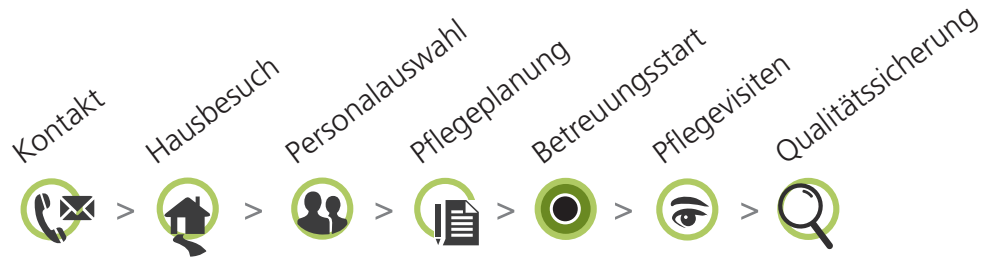 Kontakt
Hausbesuch
Personalauswahl
Pflegeplanung
Betreuungsstart
Pflegevisiten
Qualitätssicherung
> > > > > >